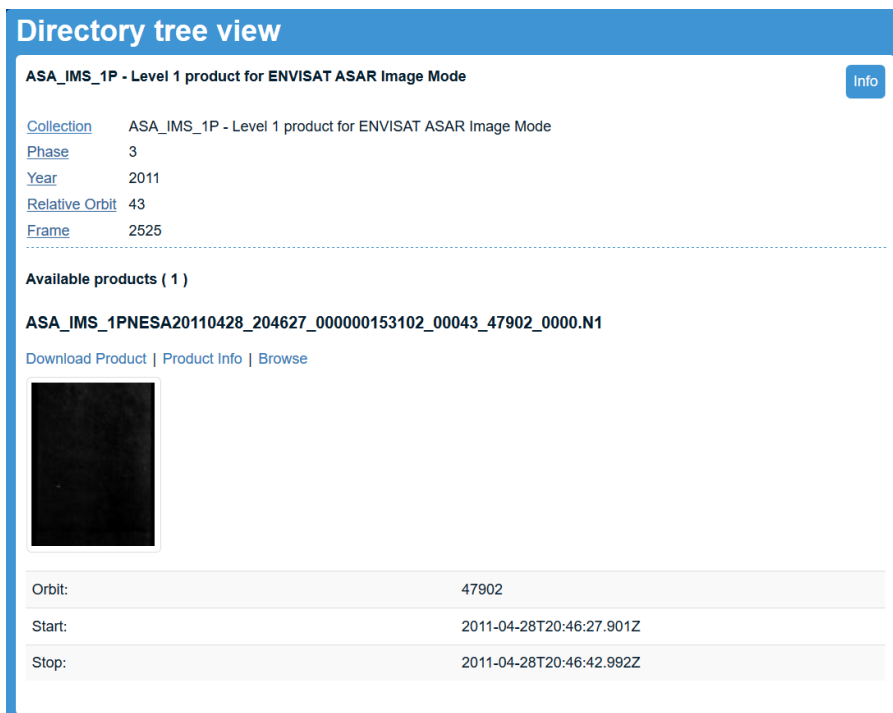 Directory tree view
ASA_IMS_1P - Level 1 product for ENVISAT ASAR Image Mode
Info
Collection ASA_IMS_1P - Level 1 product for ENVISAT ASAR Image Mode
Phase 3
Year 2011
Relative Orbit 43
Frame 2525
Available products ( 1 )
ASA_IMS_1PNESA20110428_204627_000000153102_00043_47902_0000.N1
Download Product | Product Info | Browse
Orbit: 47902
Start: 2011-04-28T20:46:27.901Z
Stop: 2011-04-28T20:46:42.992Z